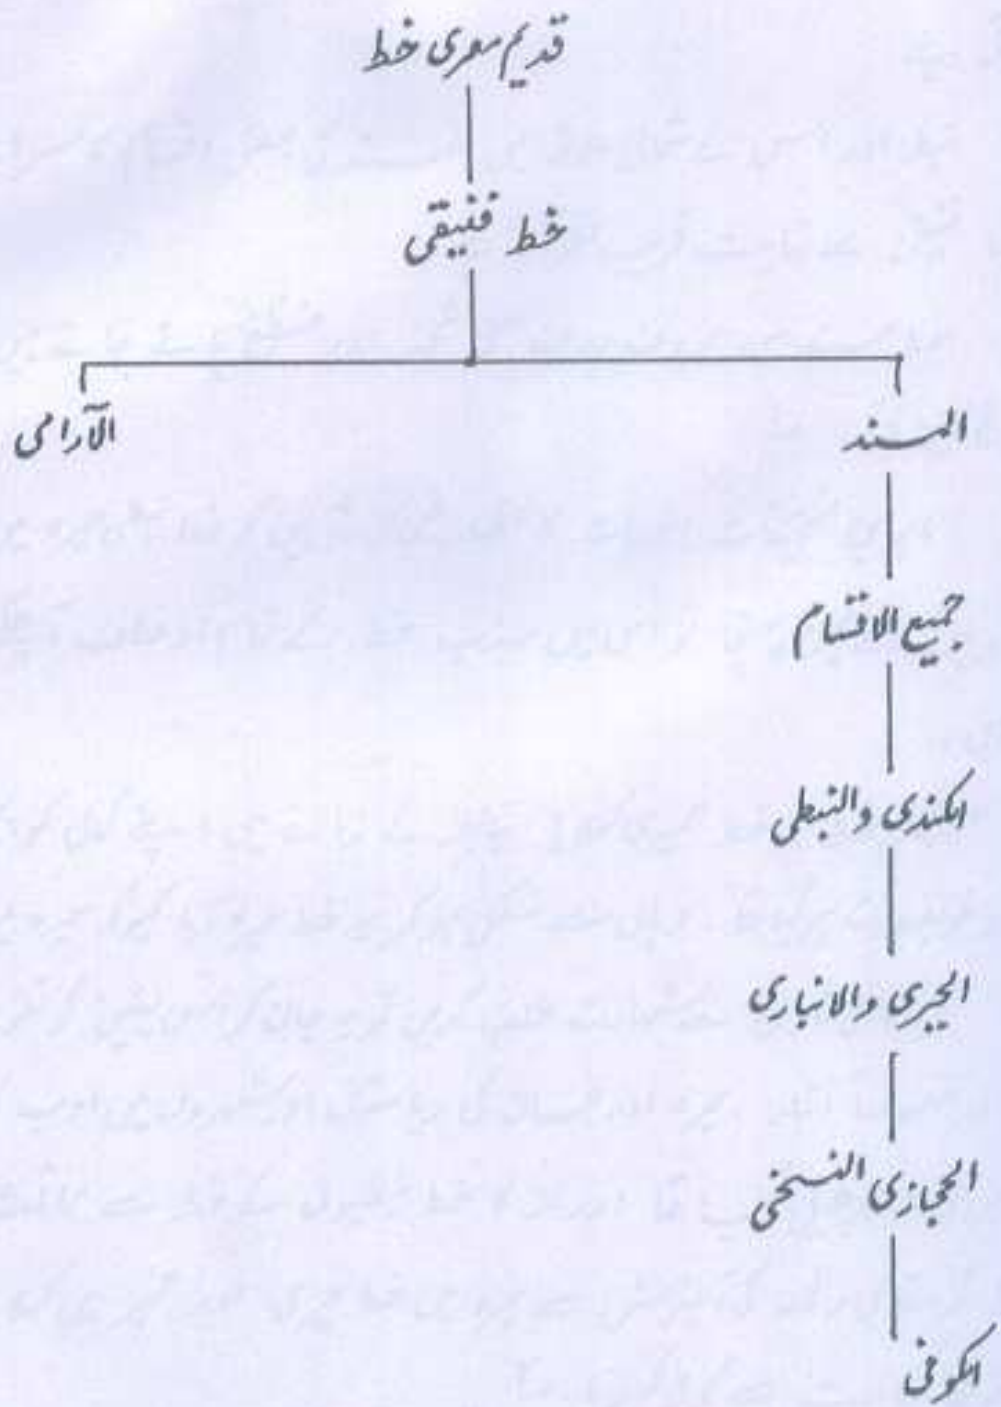 قدیم مصری خط
خط فنیقی
المسند
الآرامی
جمیع الاقسام
الکندی والنبطی
الحیری والانباری
الحجازی النسخی
الکوفی